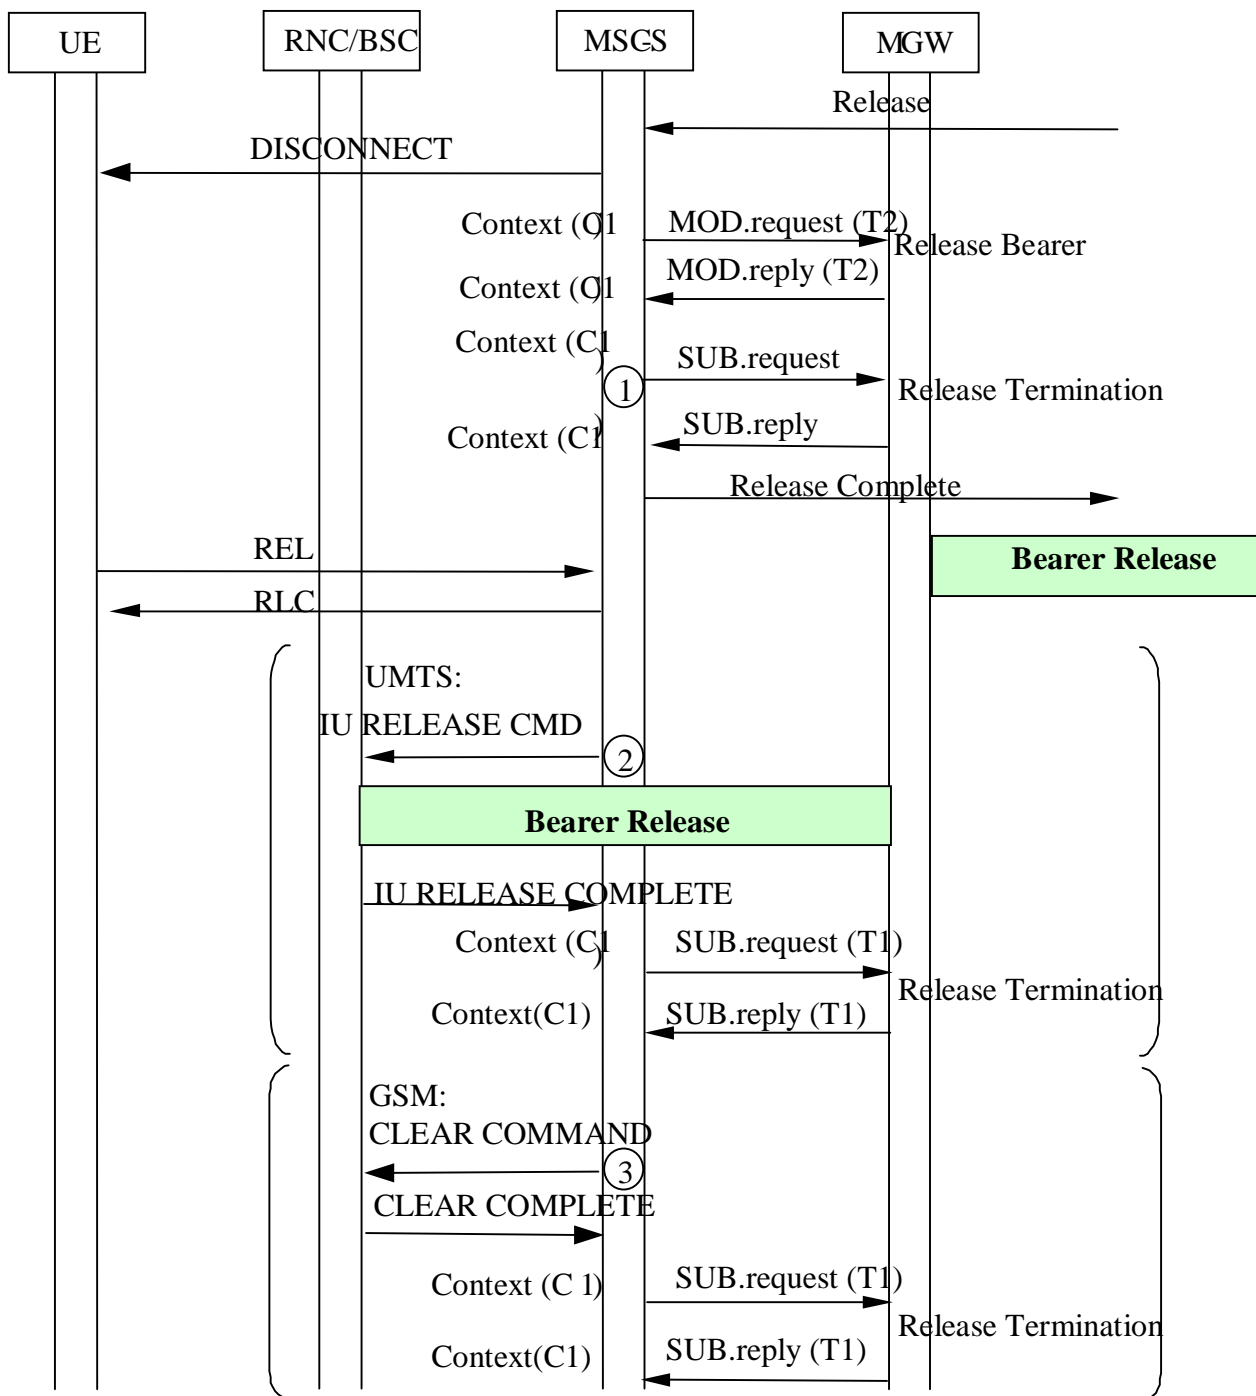 UE
RNC/BSC
MSC-S
MGW
Release
DISCONNECT
Context (C1)
MOD.request (T2)
Release Bearer
MOD.reply (T2)
Context (C1)
Context (C1)
SUB.request
1
Release Termination
SUB.reply
Context (C1)
Release Complete
REL
Bearer Release
RLC
UMTS:
IU RELEASE CMD
2
Bearer Release
IU RELEASE COMPLETE
Context (C1)
SUB.request (T1)
Release Termination
Context(C1)
SUB.reply (T1)
GSM:
CLEAR COMMAND
3
CLEAR COMPLETE
Context (C 1)
SUB.request (T1)
Release Termination
Context(C1)
SUB.reply (T1)